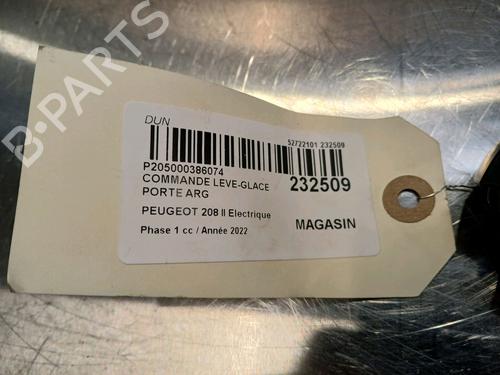 DUN
52722101 232509
P205000386074
COMMANDE LEVE-GLACE
PORTE ARG
232509
PEUGEOT 208 II Electrique
Phase 1 cc / Année 2022
MAGASIN
B-PARTS